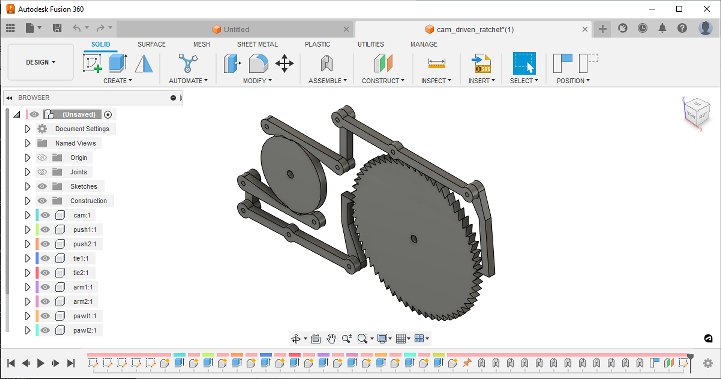 Autodesk Fusion 360
Untitled
cam_driven_ratchet*(1)
SOLID SURFACE MESH SHEET METAL PLASTIC UTILITIES MANAGE
DESIGN
CREATE AUTOMATE MODIFY ASSEMBLE CONSTRUCT INSPECT INSERT SELECT POSITION
BROWSER
(Unsaved)
Document Settings
Named Views
Origin
Joints
Sketches
Construction
cam:1
push1:1
push2:1
tie1:1
tie2:1
arm1:1
arm2:1
pawl1:1
pawl2:1